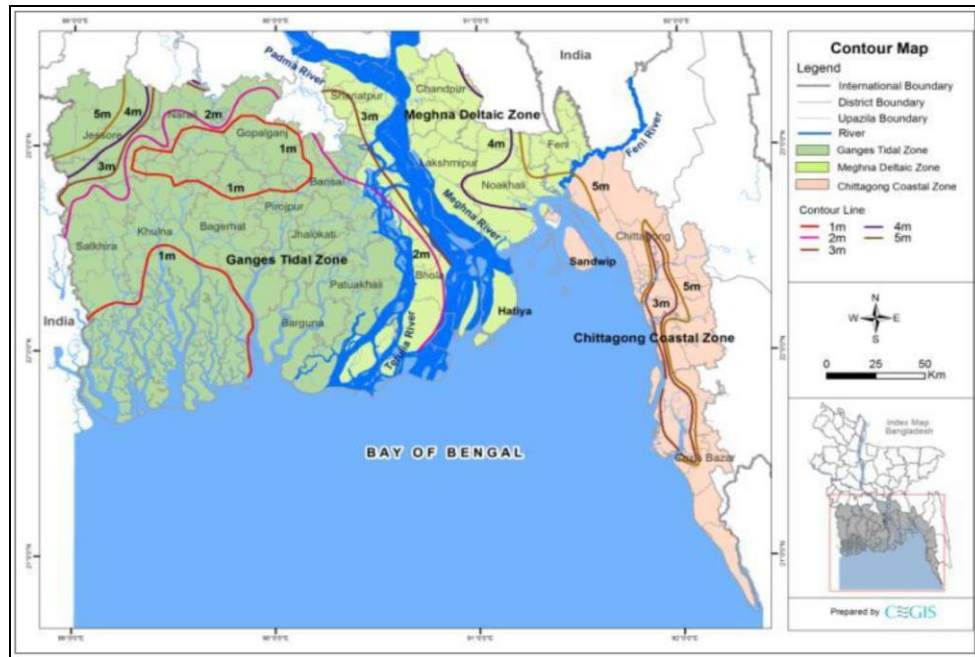 Contour Map
Legend
International Boundary
District Boundary
Upazila Boundary
River
Ganges Tidal Zone
Meghna Deltaic Zone
Chittagong Coastal Zone
Contour Line
1m
4m
2m
5m
3m
N
W E
S
0 25 50
Km
Index Map
Bangladesh
Prepared by CEGIS
India
Padma River
Shariatpur
Chandpur
Meghna Deltaic Zone
5m
4m
Jessore
Narail
2m
3m
Gopalganj
1m
3m
4m
Feni
Feni River
Lakshmipur
Noakhali
5m
1m
Barisal
Pirojpur
Meghna River
Satkhira
Khulna
Bagerhat
Jhalokati
1m
Ganges Tidal Zone
2m
Bhola
Patuakhali
Chittagong
Sandwip
5m
3m
India
Barguna
Hatiya
Tetulia River
Chittagong Coastal Zone
BAY OF BENGAL
Coxs Bazar